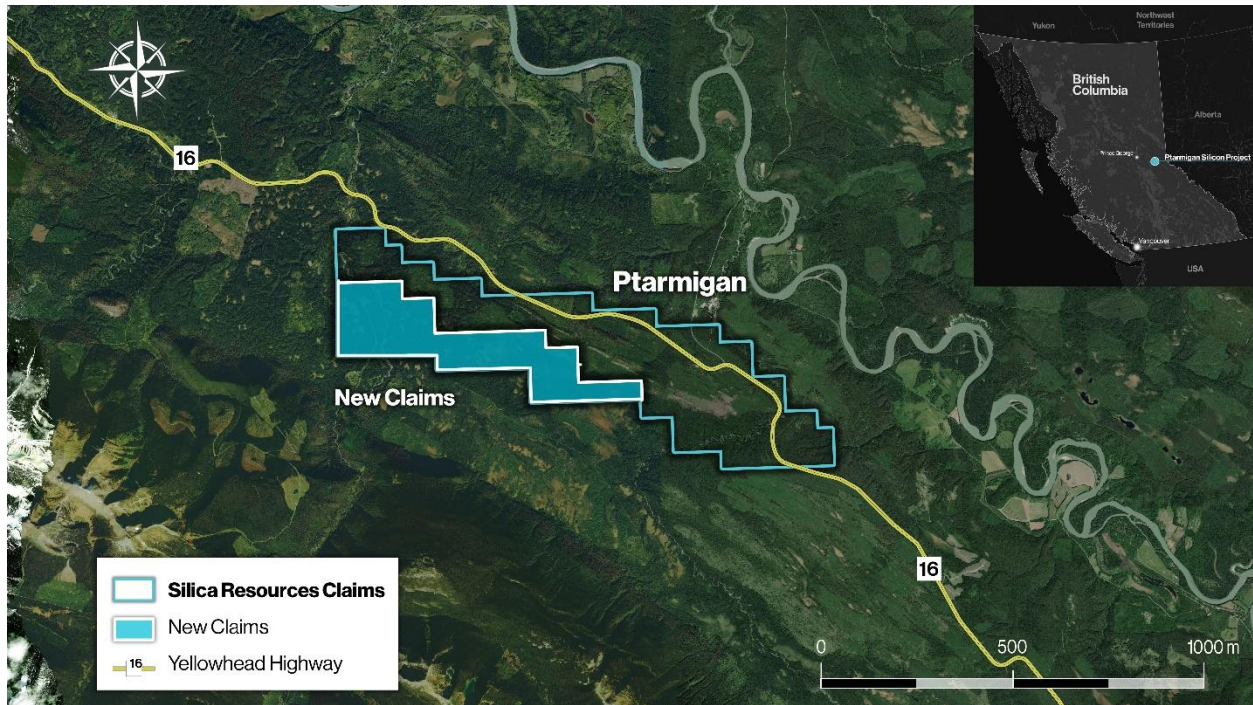 Yukon
Northwest
Territories
British
Columbia
Alberta
Prince George
Ptarmigan Silicon Project
Vancouver
USA
16
Ptarmigan
New Claims
16
Silica Resources Claims
New Claims
16 Yellowhead Highway
0 500 1000 m